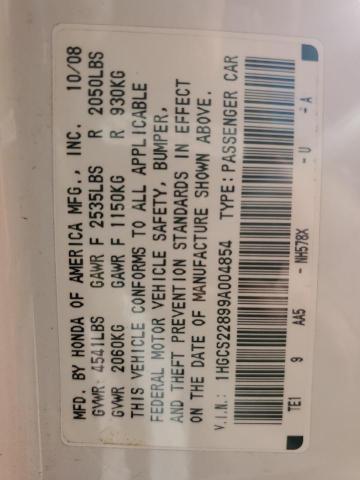 MFD. BY HONDA OF AMERICA MFG., INC. 10/08
GVWR: 4541LBS GAWR F 2535LBS R 2050LBS
GVWR 2060KG GAWR F 1150KG R 930KG
THIS VEHICLE CONFORMS TO ALL APPLICABLE
FEDERAL MOTOR VEHICLE SAFETY, BUMPER,
AND THEFT PREVENTION STANDARDS IN EFFECT
ON THE DATE OF MANUFACTURE SHOWN ABOVE.
V.I.N.: 1HGCS22899A004854 TYPE:PASSENGER CAR
TE1 9 AA5 - NH578X - U - A